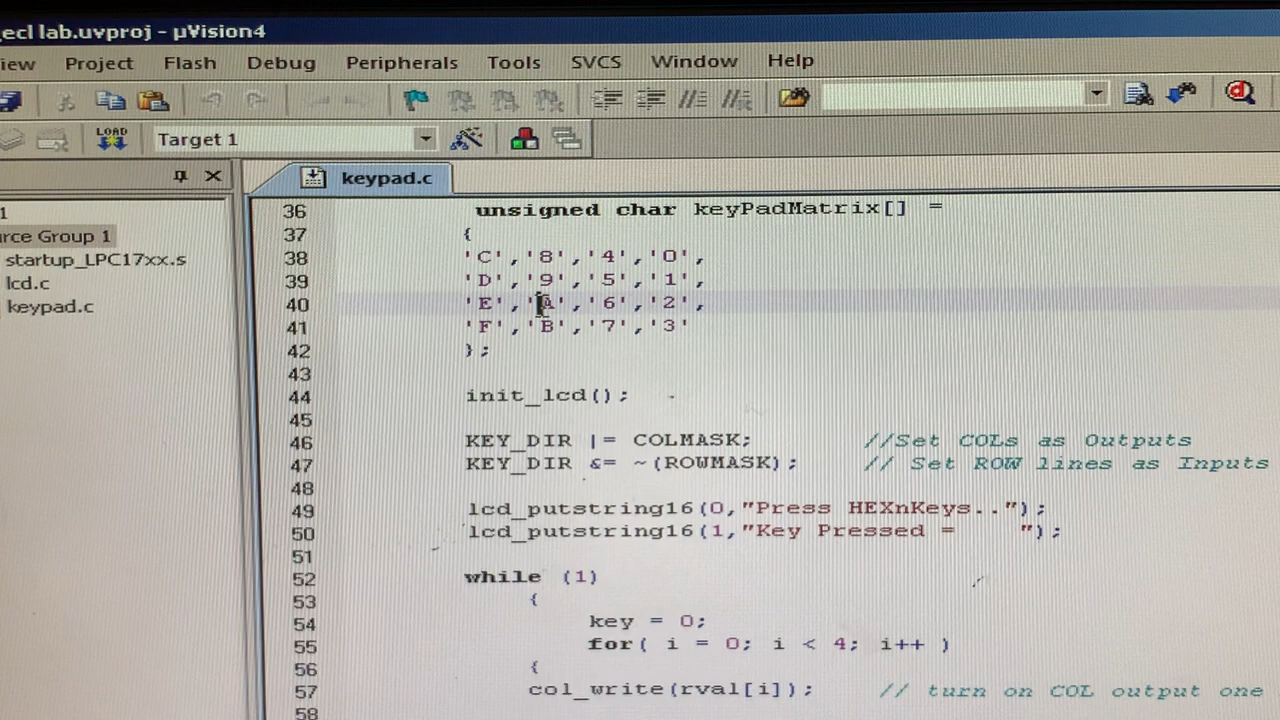 ecl lab.uvproj - µVision4
iew Project Flash Debug Peripherals Tools SVCS Window Help
LOAD Target 1
keypad.c
1
rce Group 1
startup_LPC17xx.s
lcd.c
keypad.c
36 unsigned char keyPadMatrix[] =
37 {
38 'C','8','4','0',
39 'D','9','5','1',
40 'E','A','6','2',
41 'F','B','7','3'
42 };
43
44 init_lcd();
45
46 KEY_DIR |= COLMASK; //Set COLs as Outputs
47 KEY_DIR &= ~(ROWMASK); // Set ROW lines as Inputs
48
49 lcd_putstring16(0,"Press HEXnKeys..");
50 lcd_putstring16(1,"Key Pressed =     ");
51
52 while (1)
53 {
54 key = 0;
55 for( i = 0; i < 4; i++ )
56 {
57 col_write(rval[i]); // turn on COL output one
58